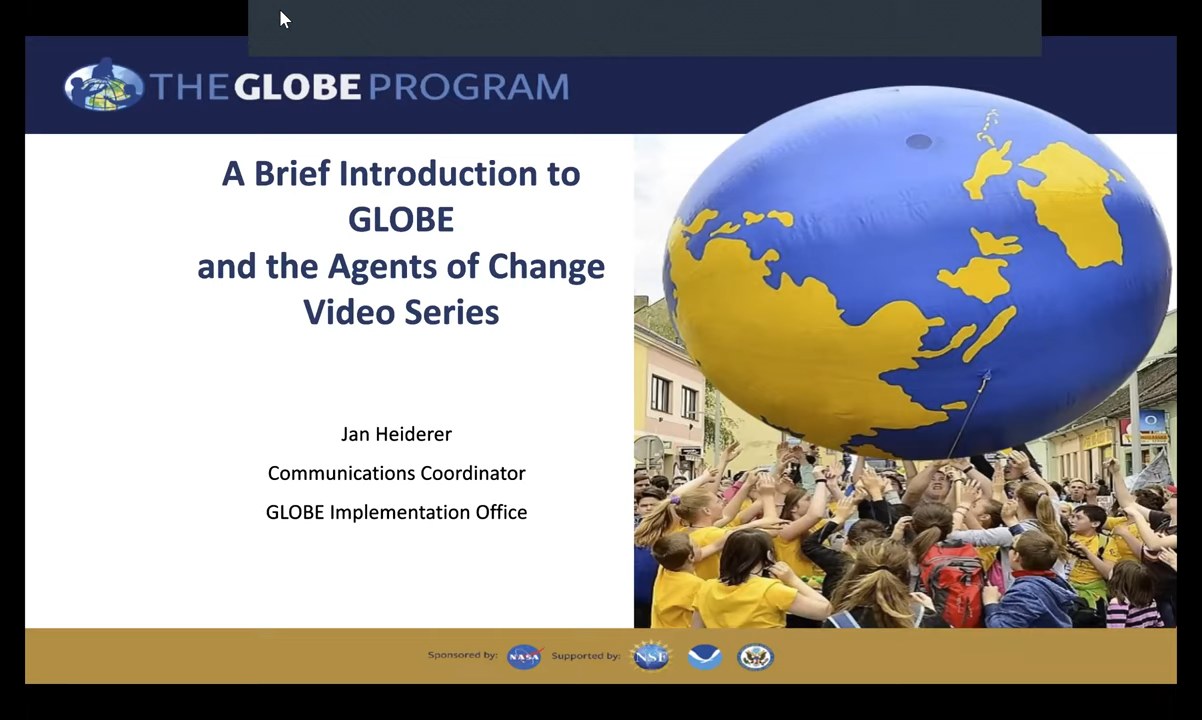 THE GLOBE PROGRAM
A Brief Introduction to
GLOBE
and the Agents of Change
Video Series
Jan Heiderer
Communications Coordinator
GLOBE Implementation Office
Sponsored by: NASA Supported by: NSF